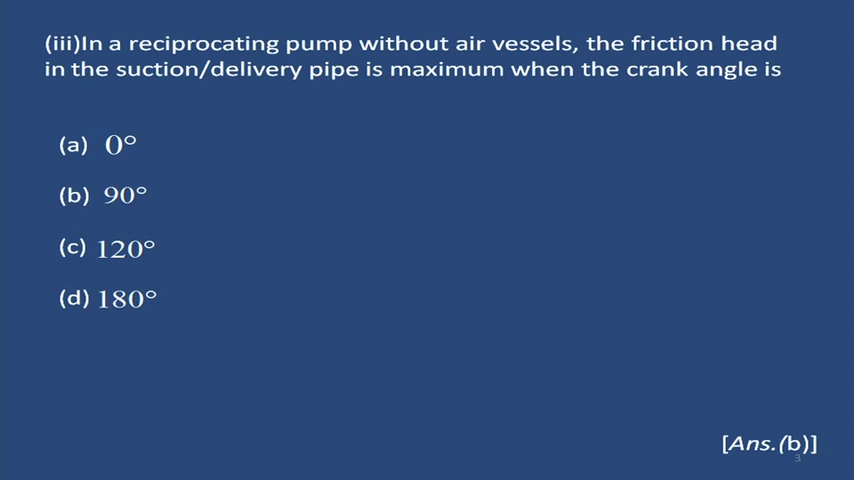 (iii)In a reciprocating pump without air vessels, the friction head
in the suction/delivery pipe is maximum when the crank angle is
(a) 0°
(b) 90°
(c) 120°
(d) 180°
[Ans.(b)]
3